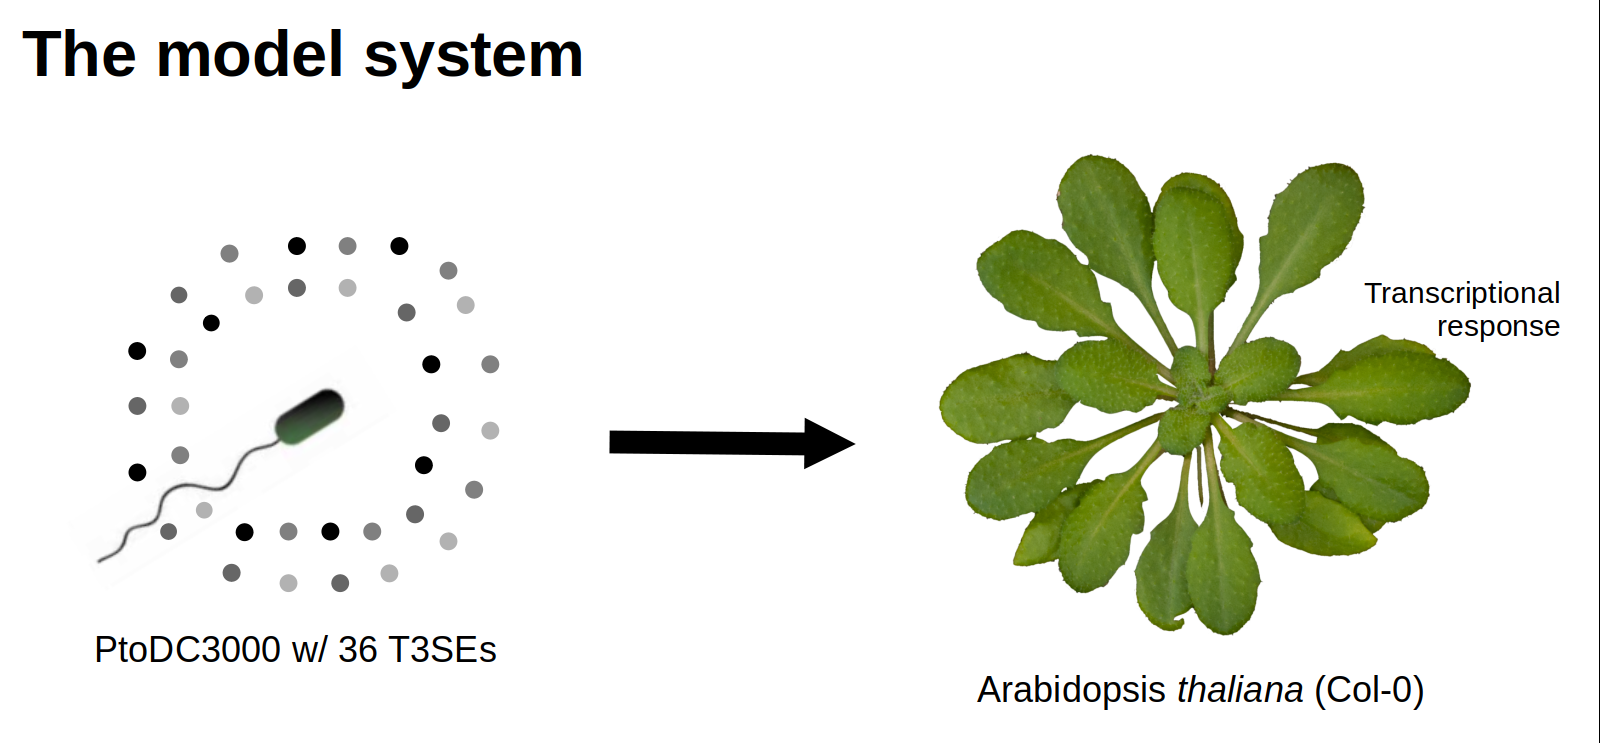 The model system
Transcriptional
response
PtoDC3000 w/ 36 T3SEs
Arabidopsis thaliana (Col-0)